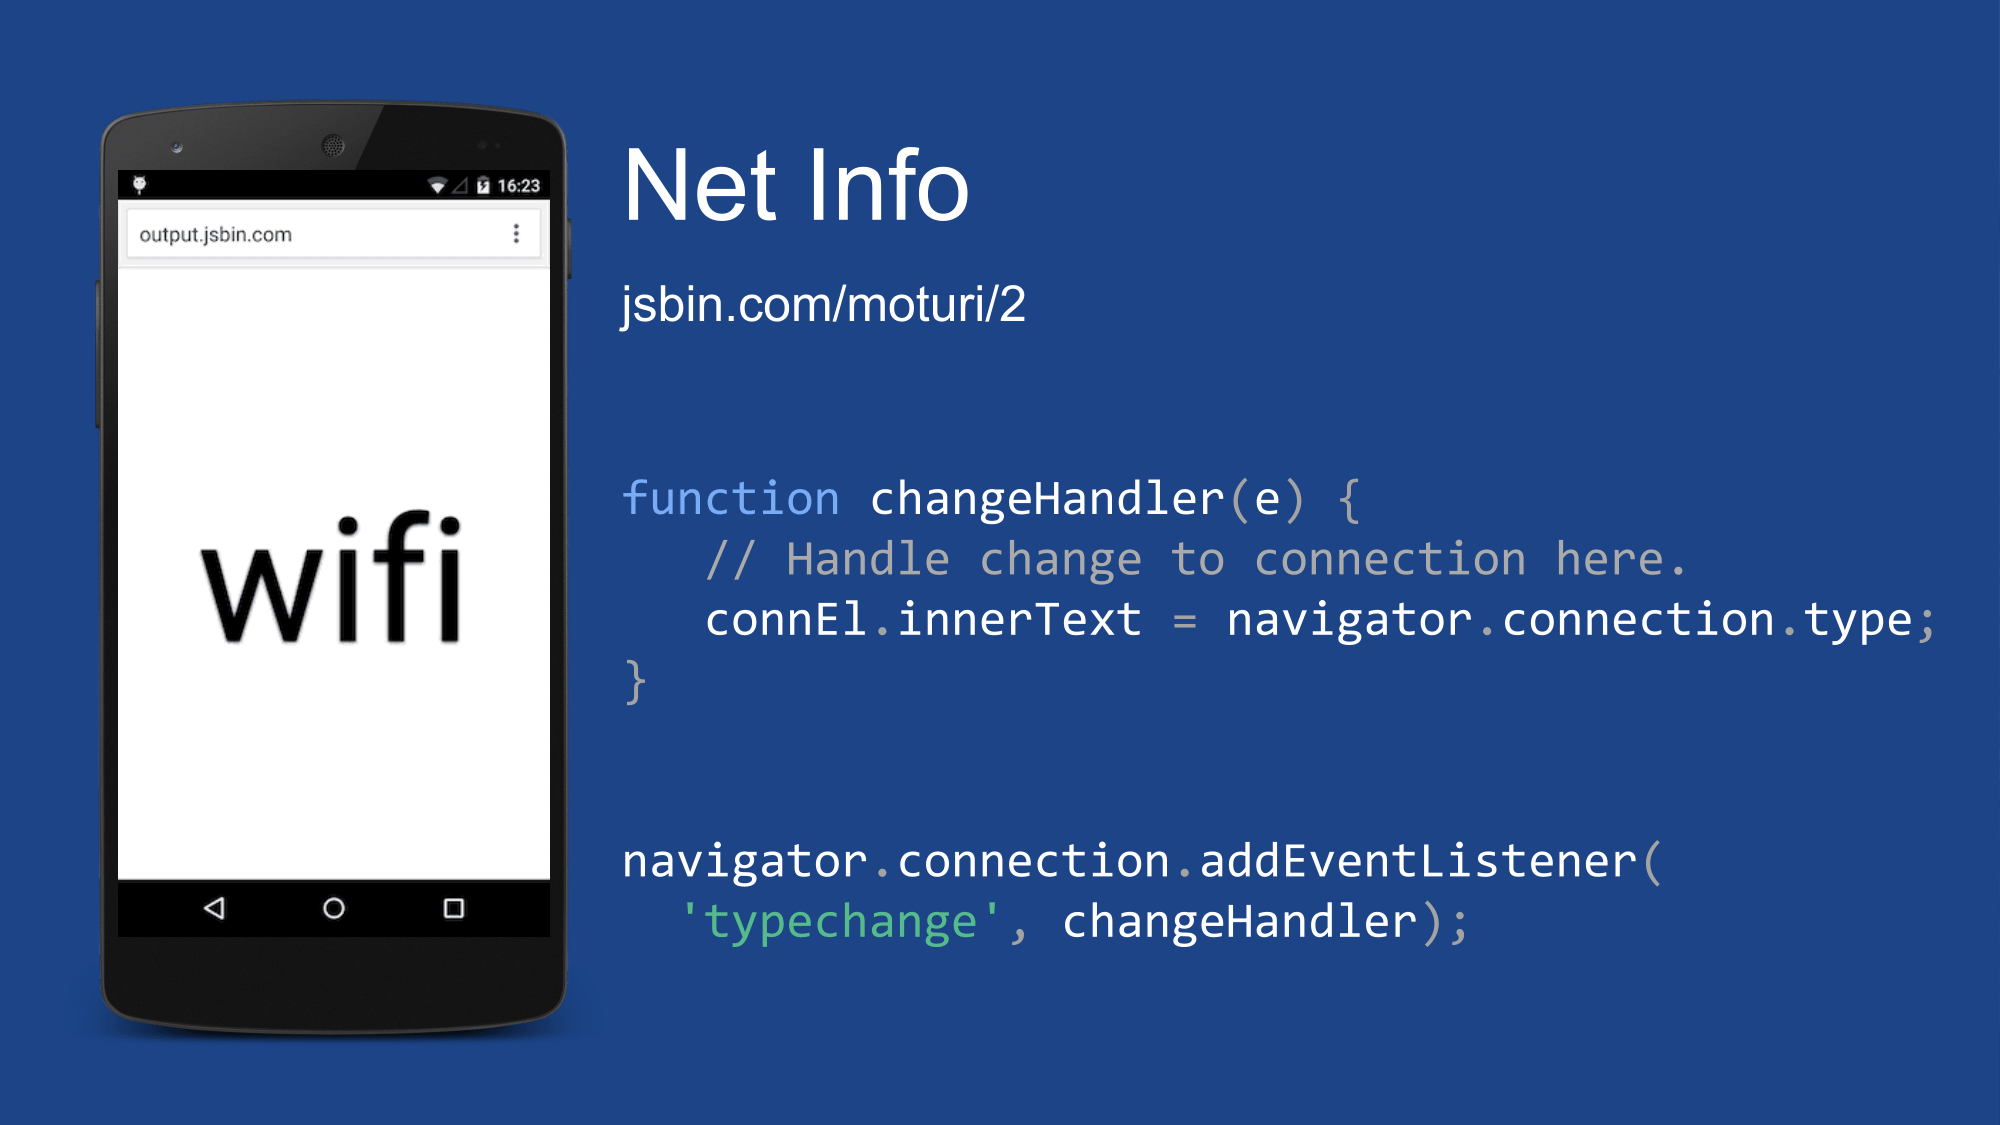 16:23
output.jsbin.com
wifi
Net Info
jsbin.com/moturi/2
function changeHandler(e) {
   // Handle change to connection here.
   connEl.innerText = navigator.connection.type;
}
navigator.connection.addEventListener(
  'typechange', changeHandler);